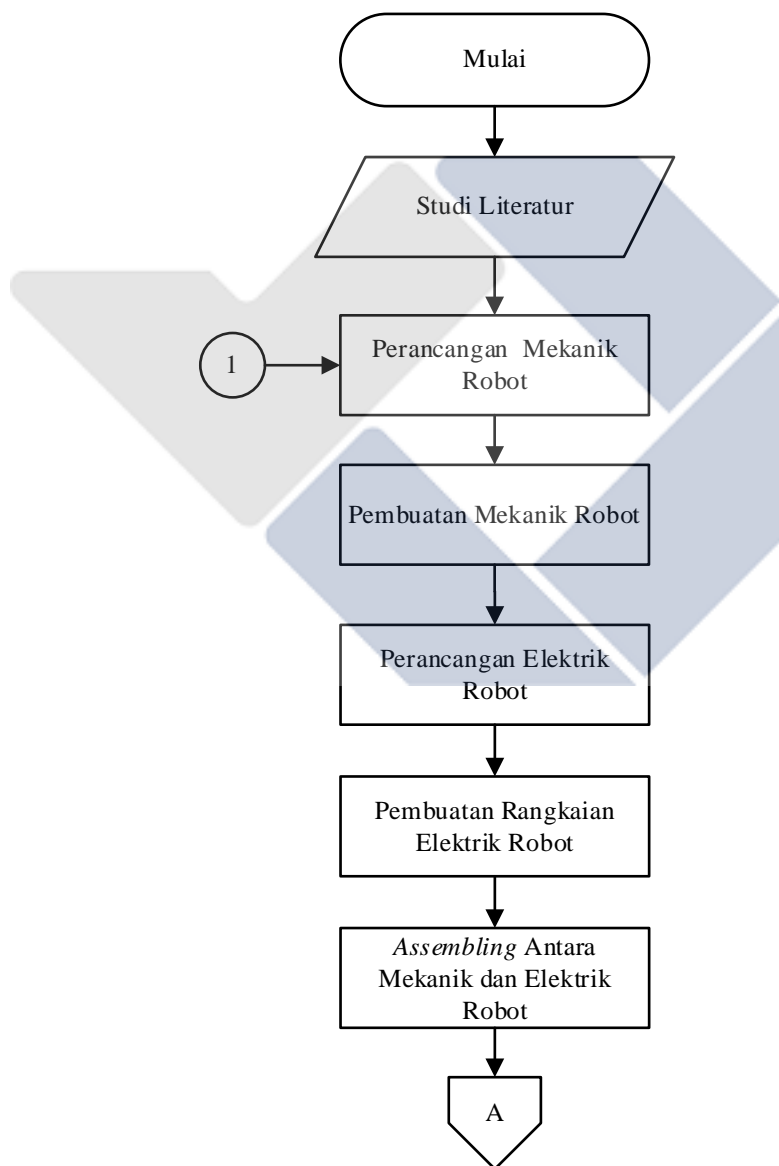 Mulai
Studi Literatur
1
Perancangan Mekanik
Robot
Pembuatan Mekanik Robot
Perancangan Elektrik
Robot
Pembuatan Rangkaian
Elektrik Robot
Assembling Antara
Mekanik dan Elektrik
Robot
A